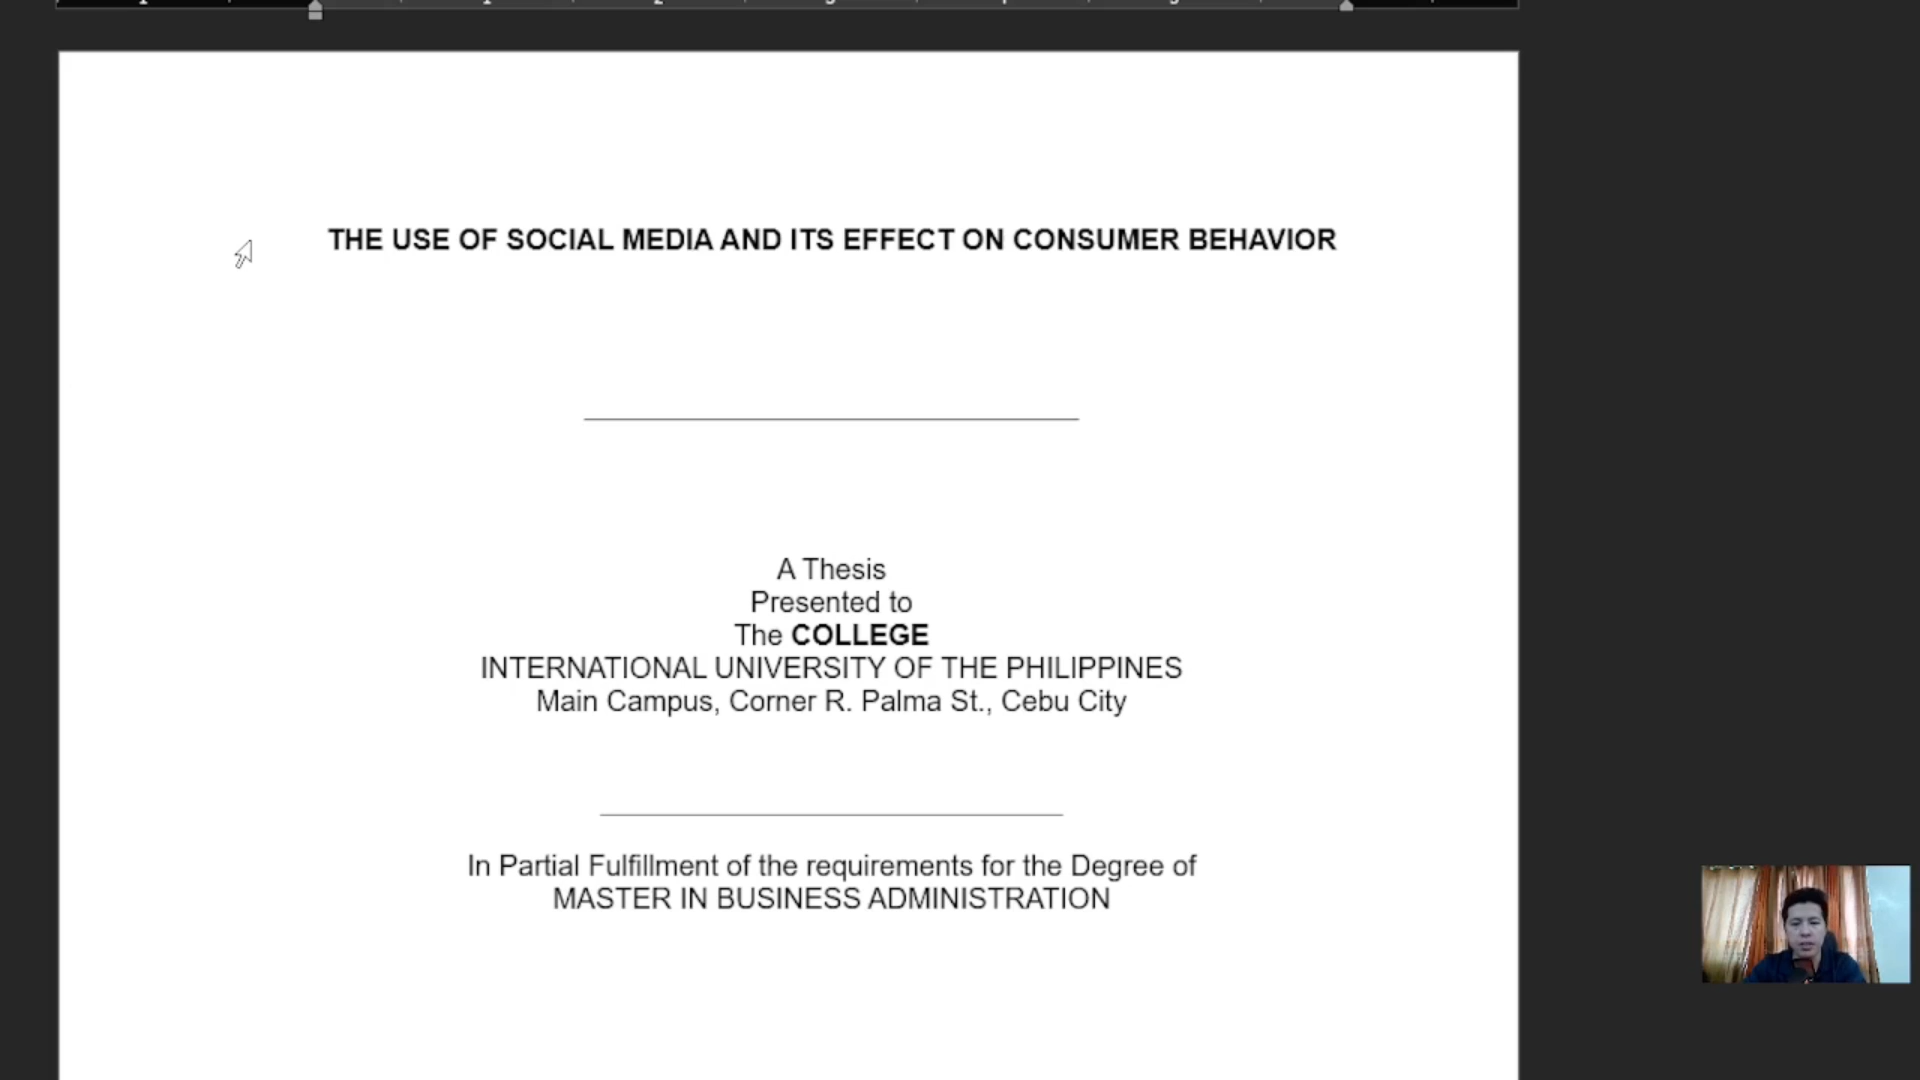 THE USE OF SOCIAL MEDIA AND ITS EFFECT ON CONSUMER BEHAVIOR
A Thesis
Presented to
The COLLEGE
INTERNATIONAL UNIVERSITY OF THE PHILIPPINES
Main Campus, Corner R. Palma St., Cebu City
In Partial Fulfillment of the requirements for the Degree of
MASTER IN BUSINESS ADMINISTRATION